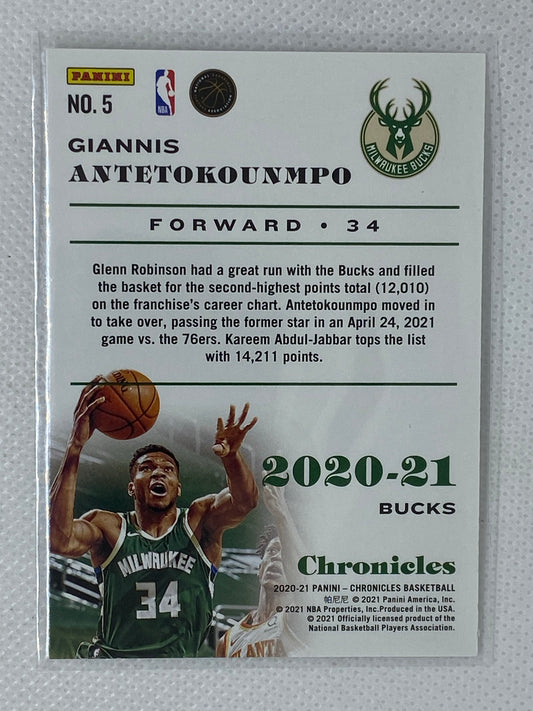 PANINI
NBA
NO. 5
MILWAUKEE BUCKS
GIANNIS
ANTETOKOUNMPO
FORWARD • 34
Glenn Robinson had a great run with the Bucks and filled
the basket for the second-highest points total (12,010)
on the franchise's career chart. Antetokounmpo moved in
to take over, passing the former star in an April 24, 2021
game vs. the 76ers. Kareem Abdul-Jabbar tops the list
with 14,211 points.
2020-21
BUCKS
MILWAUKEE
34
Chronicles
2020-21 PANINI – CHRONICLES BASKETBALL
帕尼尼 © 2021 Panini America, Inc.
© 2021 NBA Properties, Inc.Produced in the USA.
© 2021 Officially licensed product of the
National Basketball Players Association.